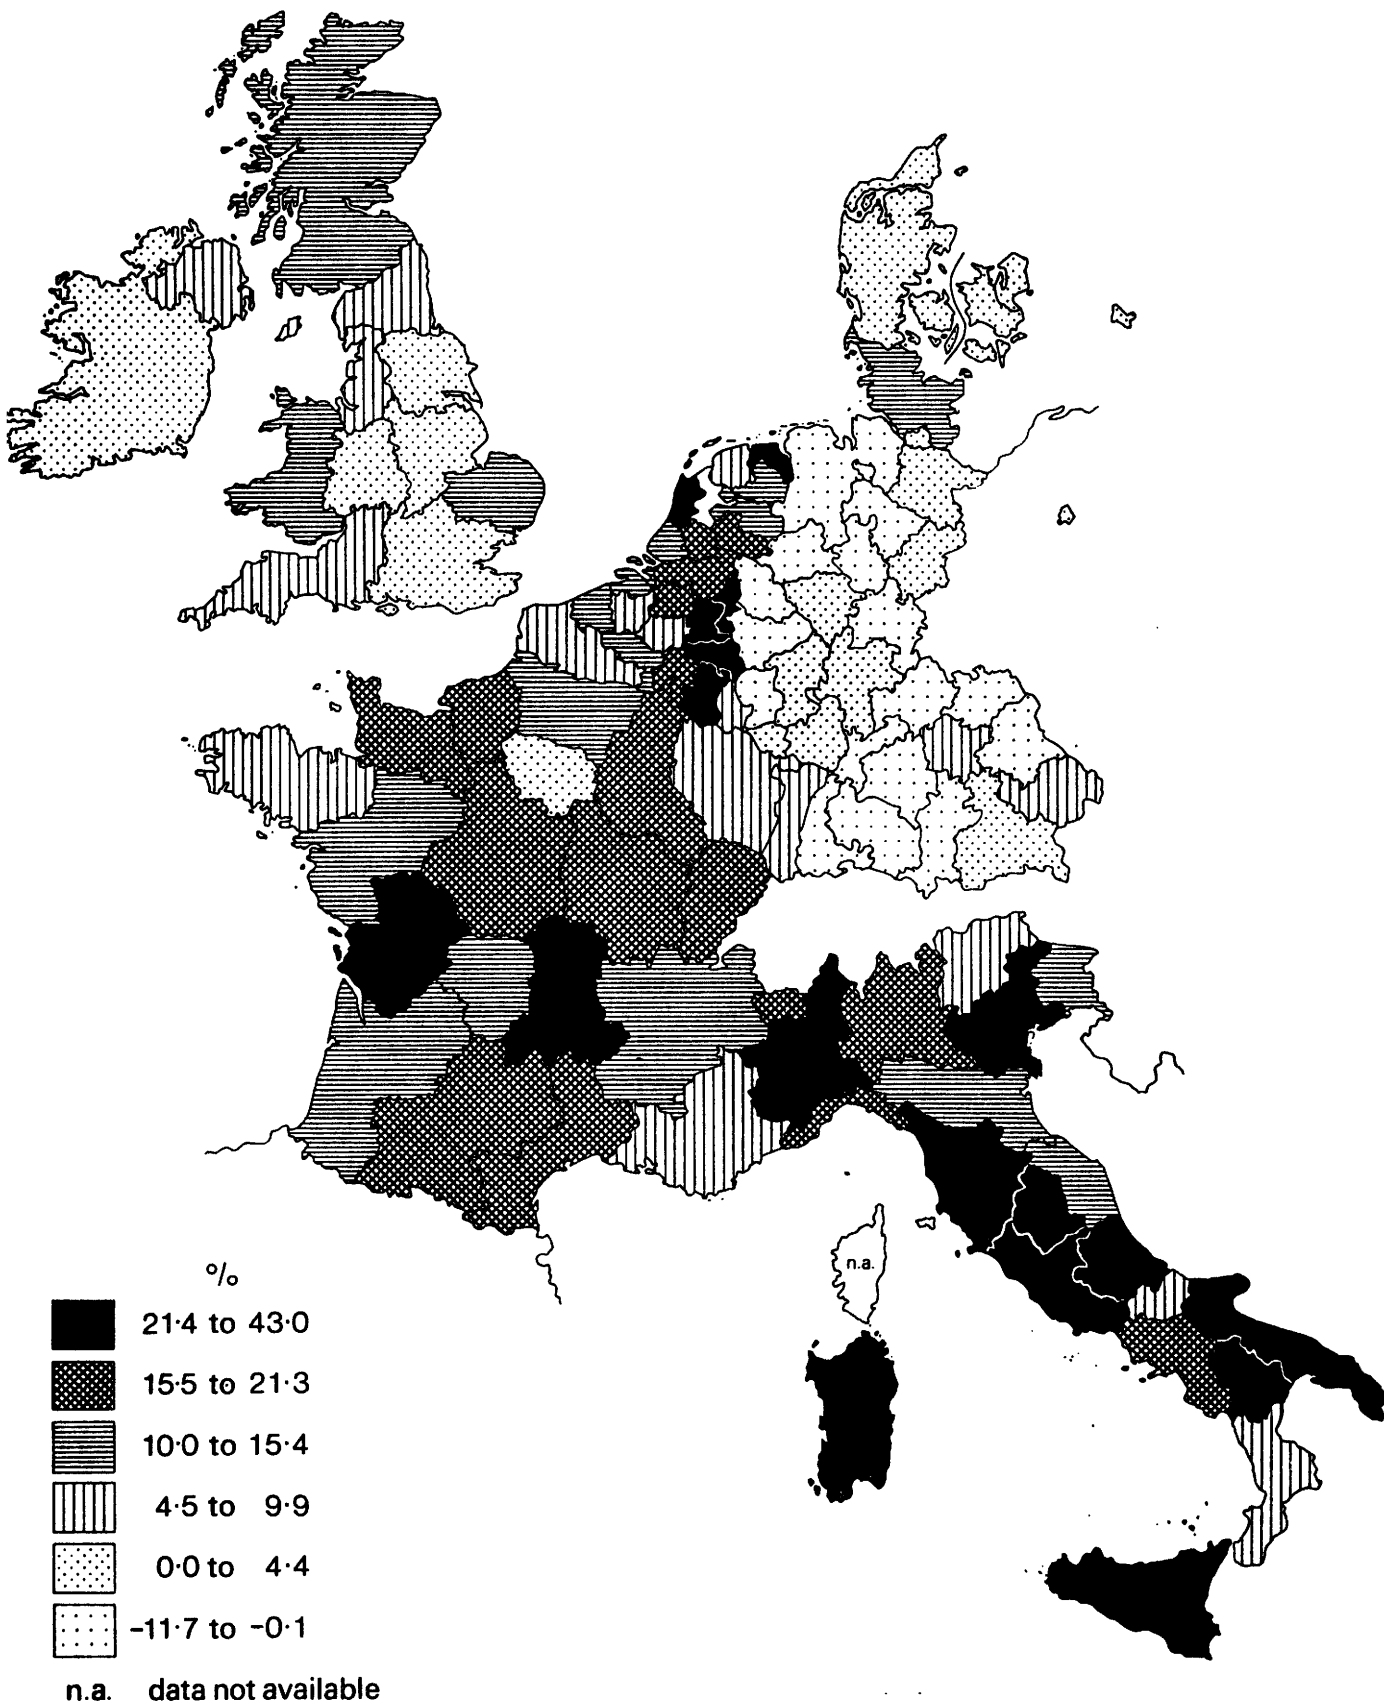 n.a.
%
21·4 to 43·0
15·5 to 21·3
10·0 to 15·4
4·5 to 9·9
0·0 to 4·4
-11·7 to -0·1
n.a. data not available